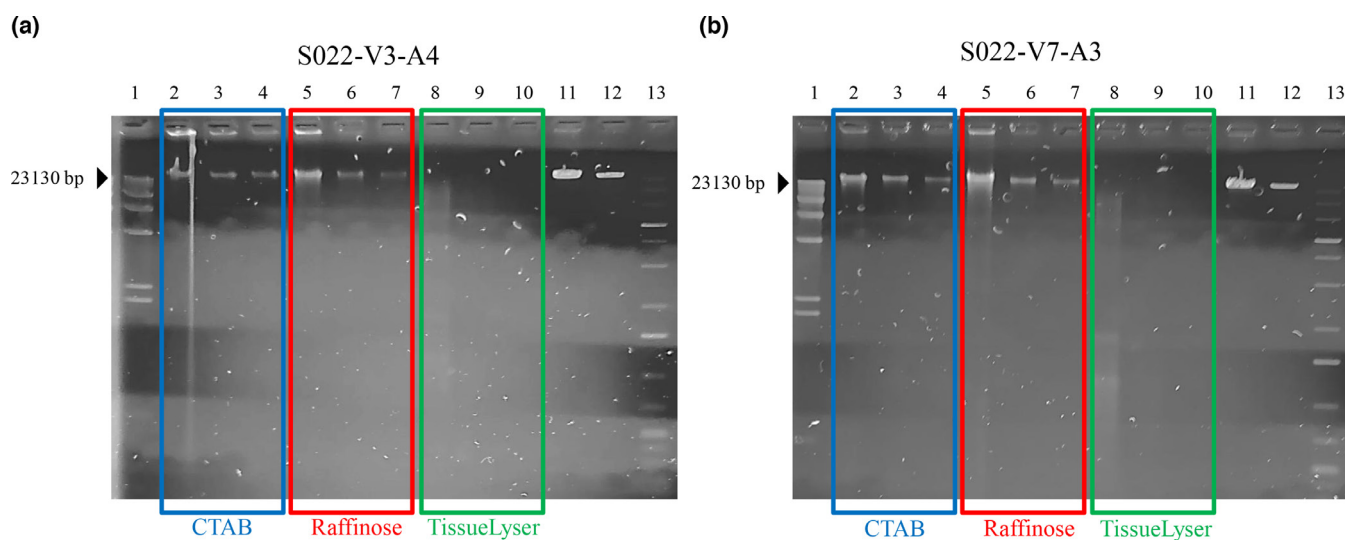 (a)
S022-V3-A4
1 2 3 4 5 6 7 8 9 10 11 12 13
23130 bp
CTAB Raffinose TissueLyser
(b)
S022-V7-A3
1 2 3 4 5 6 7 8 9 10 11 12 13
23130 bp
CTAB Raffinose TissueLyser